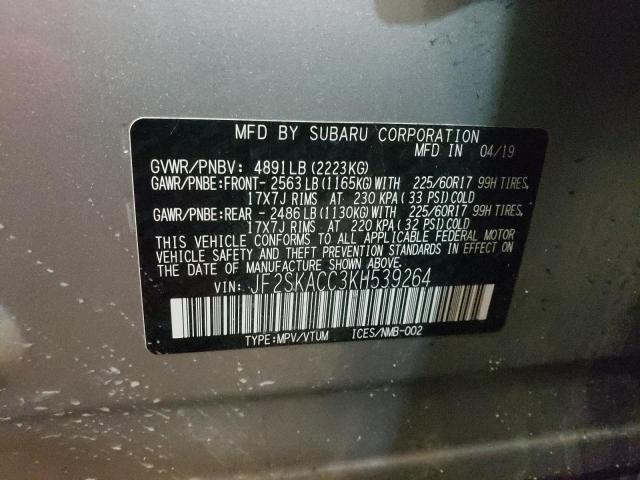 MFD BY SUBARU CORPORATION
MFD IN 04/19
GVWR/PNBV: 4891LB(2223KG)
GAWR/PNBE:FRONT- 2563LB(1165KG)WITH 225/60R17 99H TIRES,
17X7J RIMS AT 230 KPA(33 PSI)COLD
GAWR/PNBE:REAR - 2486LB(1130KG)WITH 225/60R17 99H TIRES,
17X7J RIMS AT 220 KPA(32 PSI)COLD
THIS VEHICLE CONFORMS TO ALL APPLICABLE FEDERAL MOTOR
VEHICLE SAFETY AND THEFT PREVENTION STANDARDS IN EFFECT ON
THE DATE OF MANUFACTURE SHOWN ABOVE.
VIN: JF2SKACC3KH539264
TYPE:MPV/VTUM ICES/NMB-002